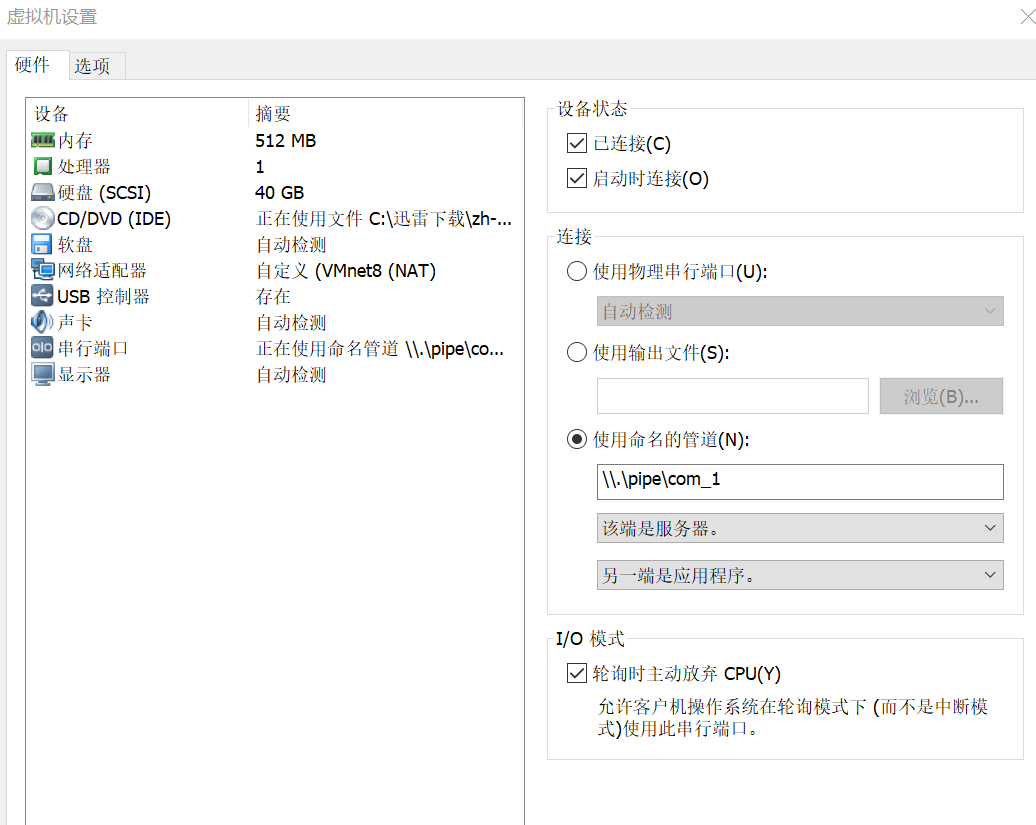 虚拟机设置
硬件 选项
设备 摘要
内存 512 MB
处理器 1
硬盘 (SCSI) 40 GB
CD/DVD (IDE) 正在使用文件 C:\迅雷下载\zh-...
软盘 自动检测
网络适配器 自定义 (VMnet8 (NAT)
USB 控制器 存在
声卡 自动检测
串行端口 正在使用命名管道 \\.\pipe\co...
显示器 自动检测
设备状态
已连接(C)
启动时连接(O)
连接
使用物理串行端口(U):
自动检测
使用输出文件(S):
浏览(B)...
使用命名的管道(N):
\\.\pipe\com_1
该端是服务器。
另一端是应用程序。
I/O 模式
轮询时主动放弃 CPU(Y)
允许客户机操作系统在轮询模式下 (而不是中断模
式)使用此串行端口。